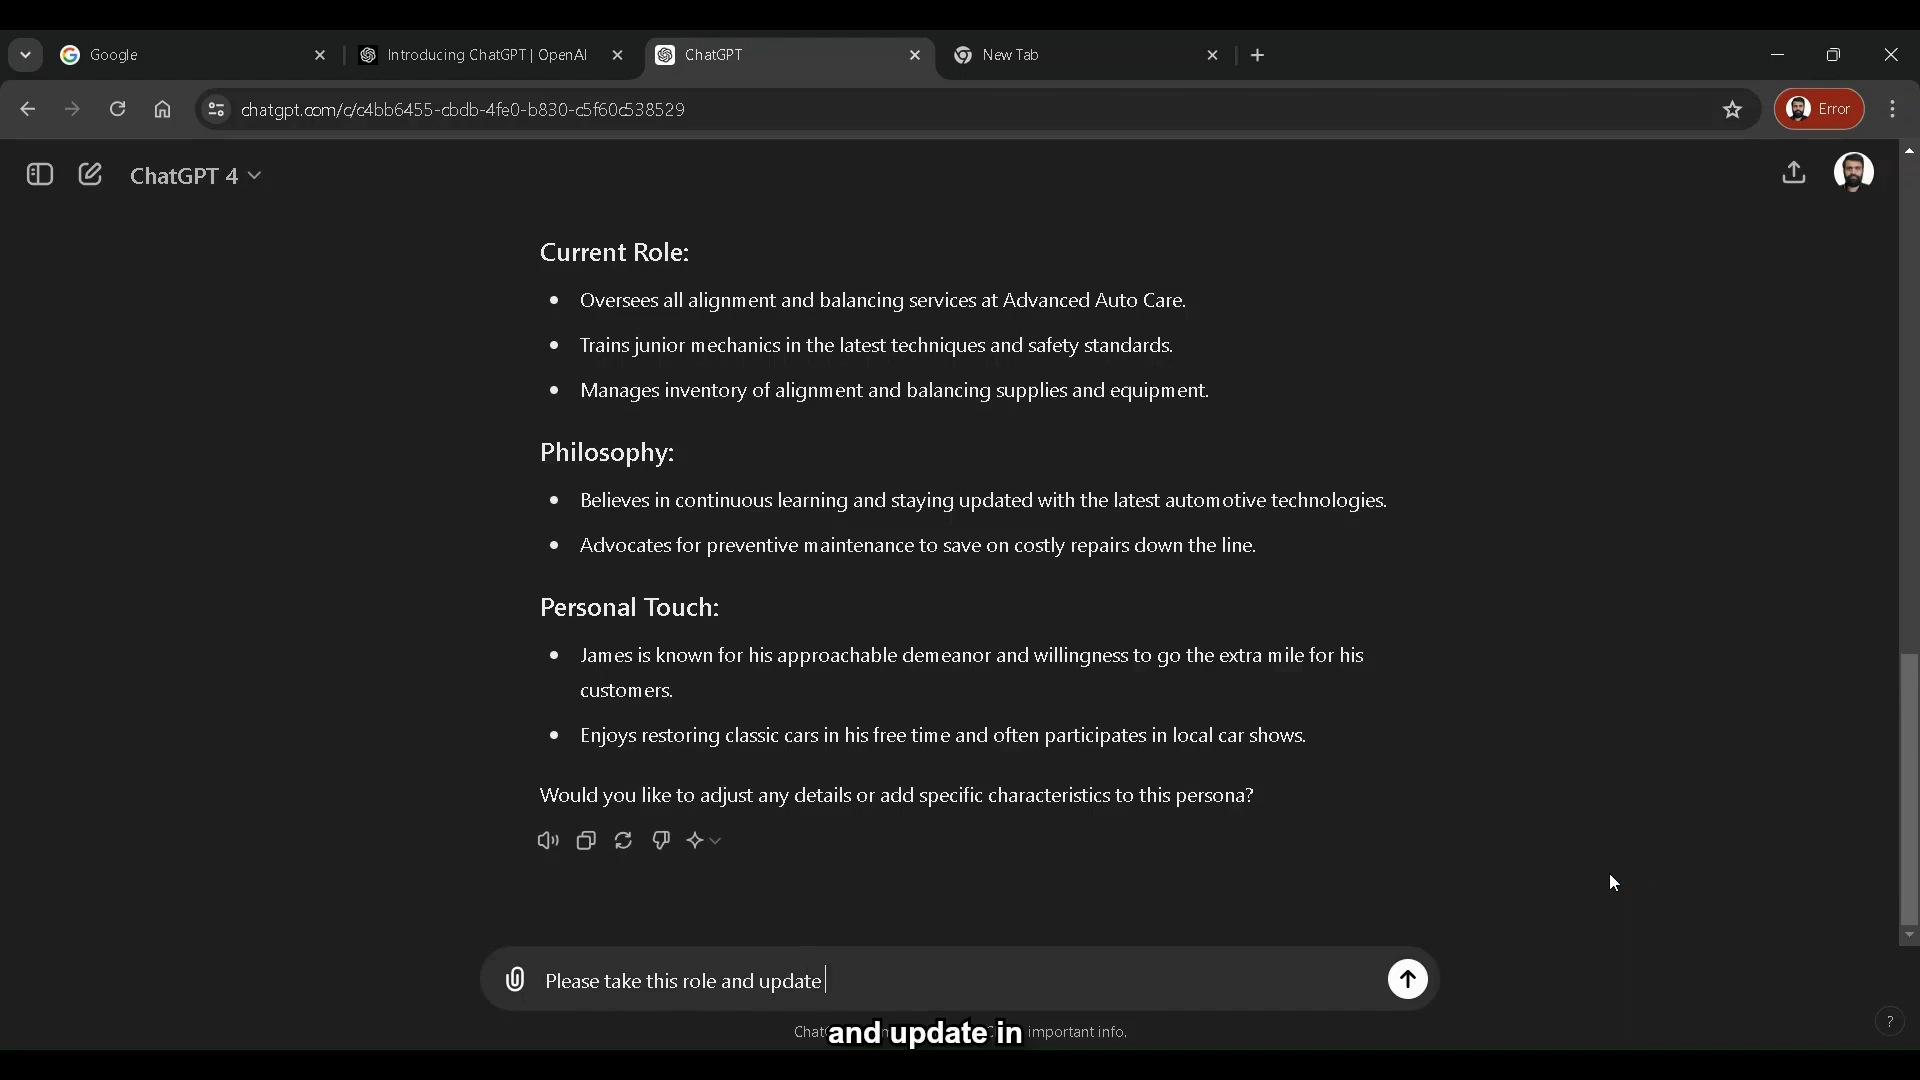 Google
Introducing ChatGPT | OpenAI
ChatGPT
New Tab
chatgpt.com/c/c4bb6455-cbdb-4fe0-b830-c5f60c538529
Error
ChatGPT 4
Current Role:
• Oversees all alignment and balancing services at Advanced Auto Care.
• Trains junior mechanics in the latest techniques and safety standards.
• Manages inventory of alignment and balancing supplies and equipment.
Philosophy:
• Believes in continuous learning and staying updated with the latest automotive technologies.
• Advocates for preventive maintenance to save on costly repairs down the line.
Personal Touch:
• James is known for his approachable demeanor and willingness to go the extra mile for his
customers.
• Enjoys restoring classic cars in his free time and often participates in local car shows.
Would you like to adjust any details or add specific characteristics to this persona?
Please take this role and update
and update in
important info.
?